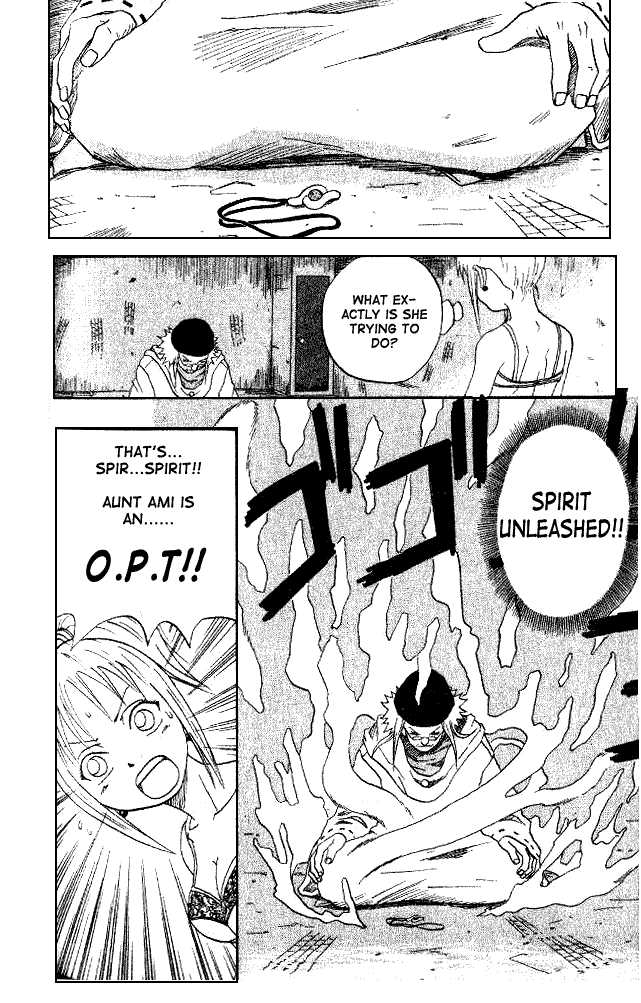 WHAT EX-
ACTLY IS SHE
TRYING TO
DO?
SPIRIT
UNLEASHED!!
ゴゴ
THAT'S...
SPIR...SPIRIT!!
AUNT AMI IS
AN......
O.P.T!!